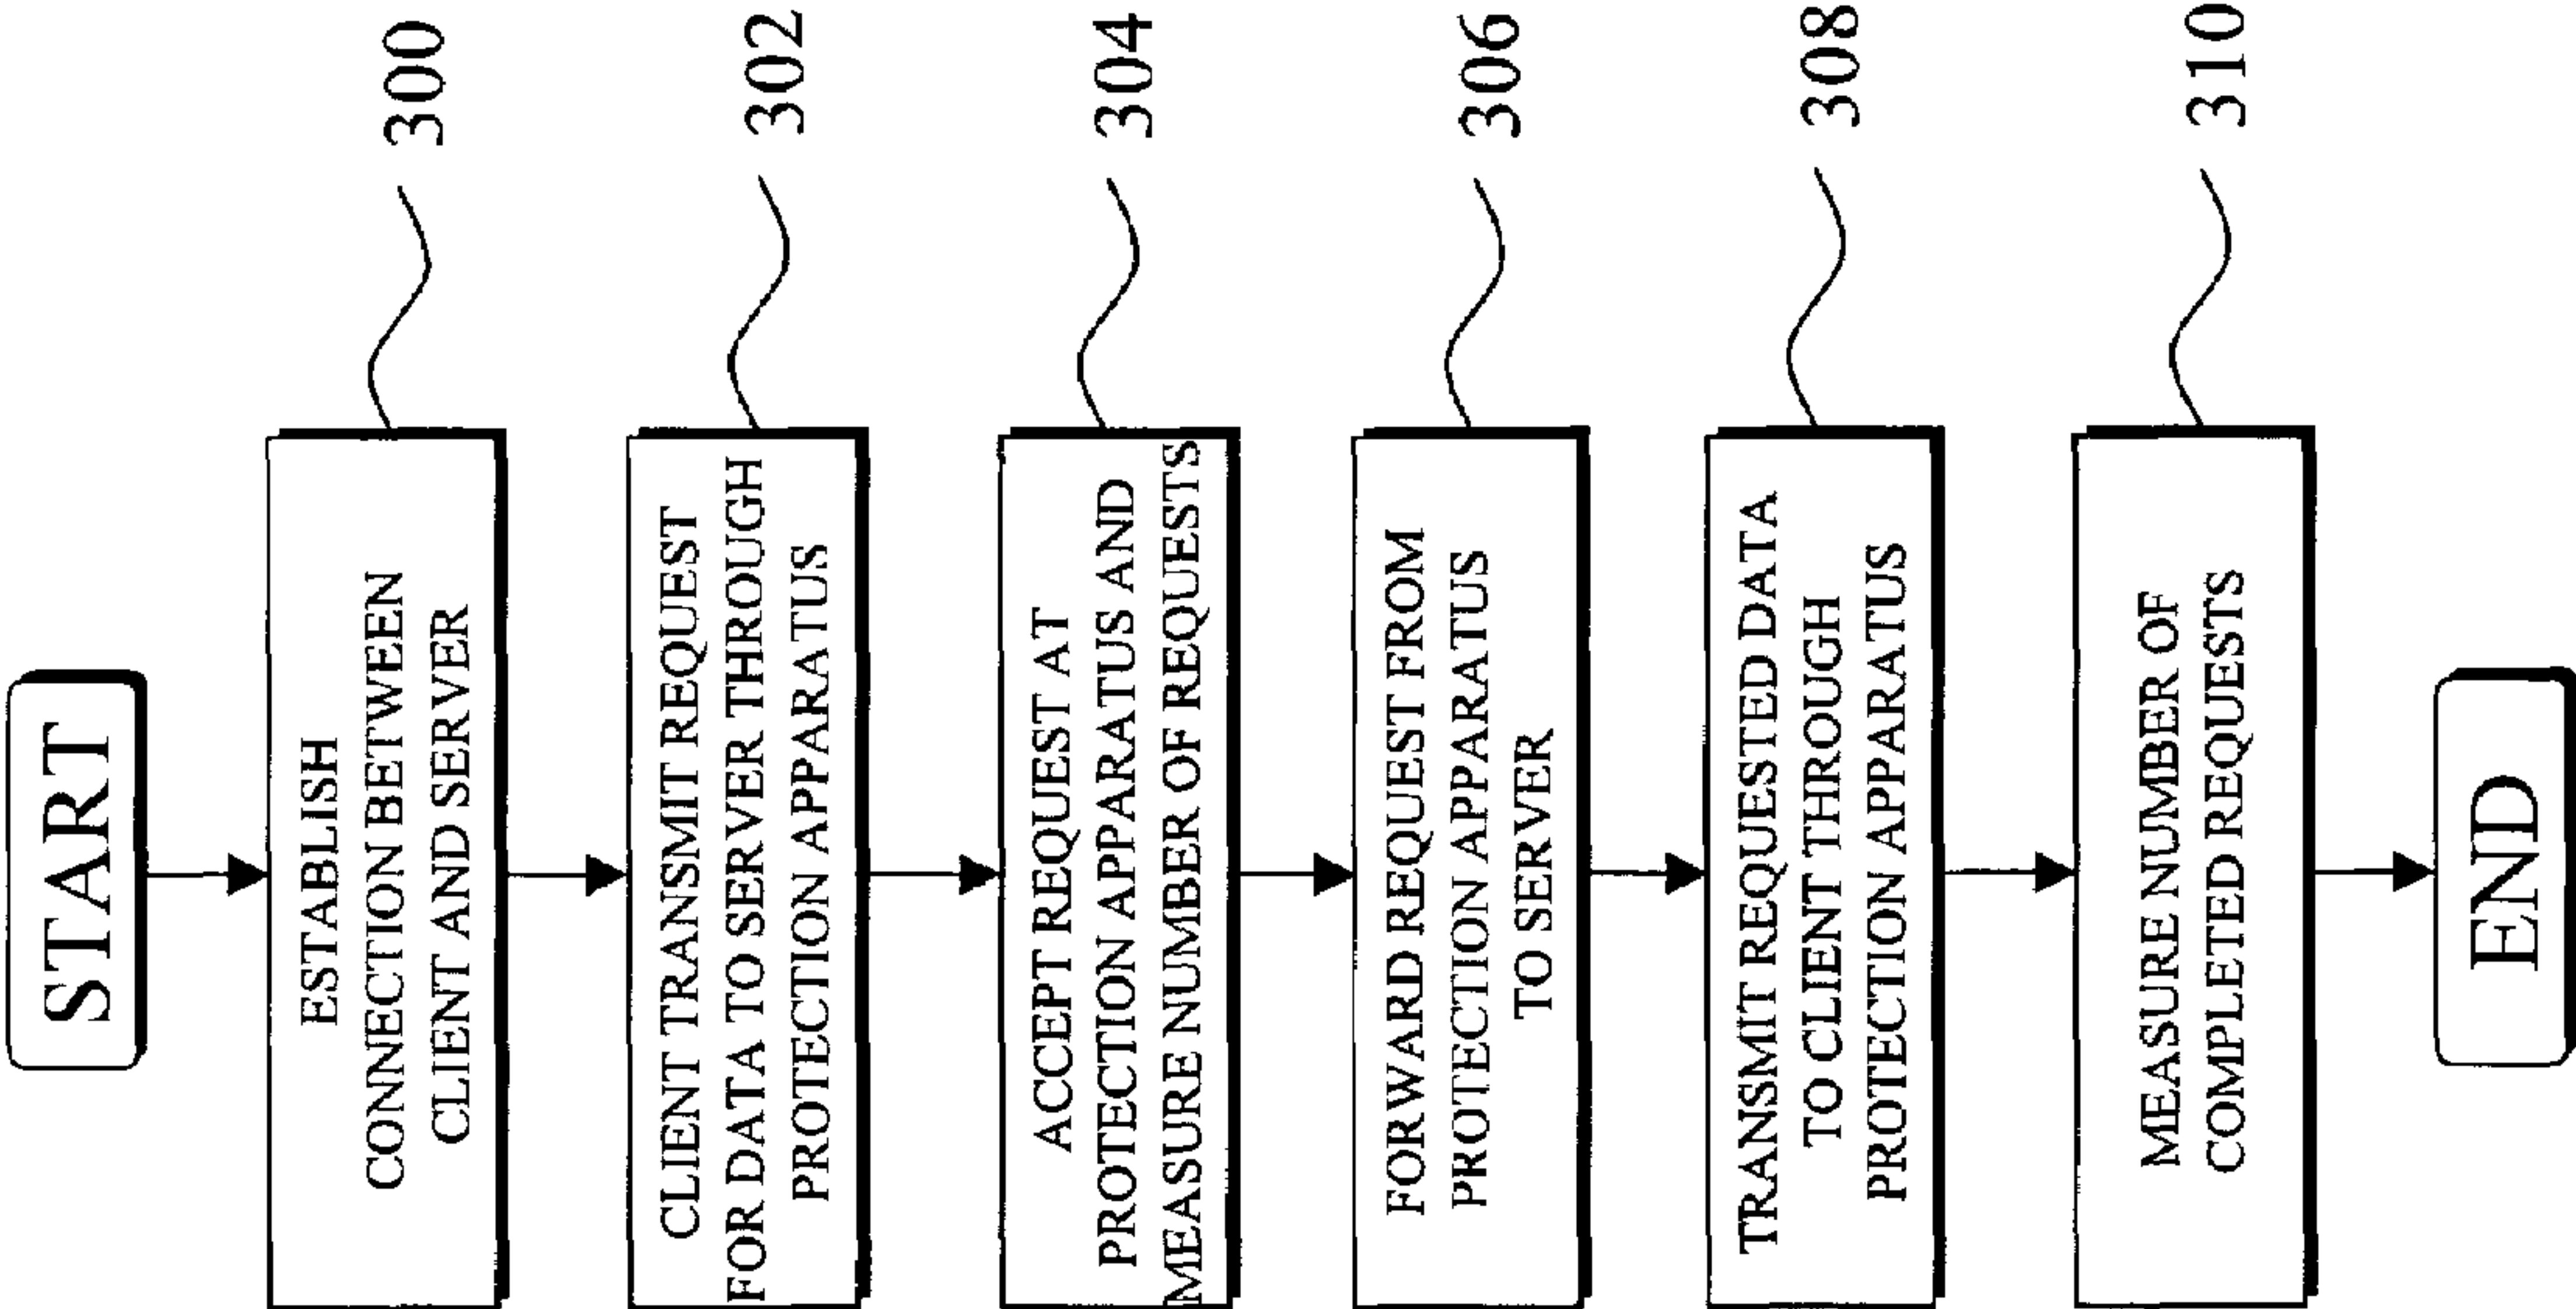 START
ESTABLISH
CONNECTION BETWEEN
CLIENT AND SERVER
300
CLIENT TRANSMIT REQUEST
FOR DATA TO SERVER THROUGH
PROTECTION APPARATUS
302
ACCEPT REQUEST AT
PROTECTION APPARATUS AND
MEASURE NUMBER OF REQUESTS
304
FORWARD REQUEST FROM
PROTECTION APPARATUS
TO SERVER
306
TRANSMIT REQUESTED DATA
TO CLIENT THROUGH
PROTECTION APPARATUS
308
MEASURE NUMBER OF
COMPLETED REQUESTS
310
END